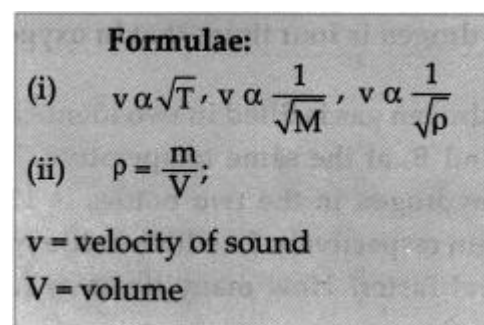 Formulae:
(i) v α √T, v α 1/√M, v α 1/√ρ
(ii) ρ = m/V;
v = velocity of sound
V = volume